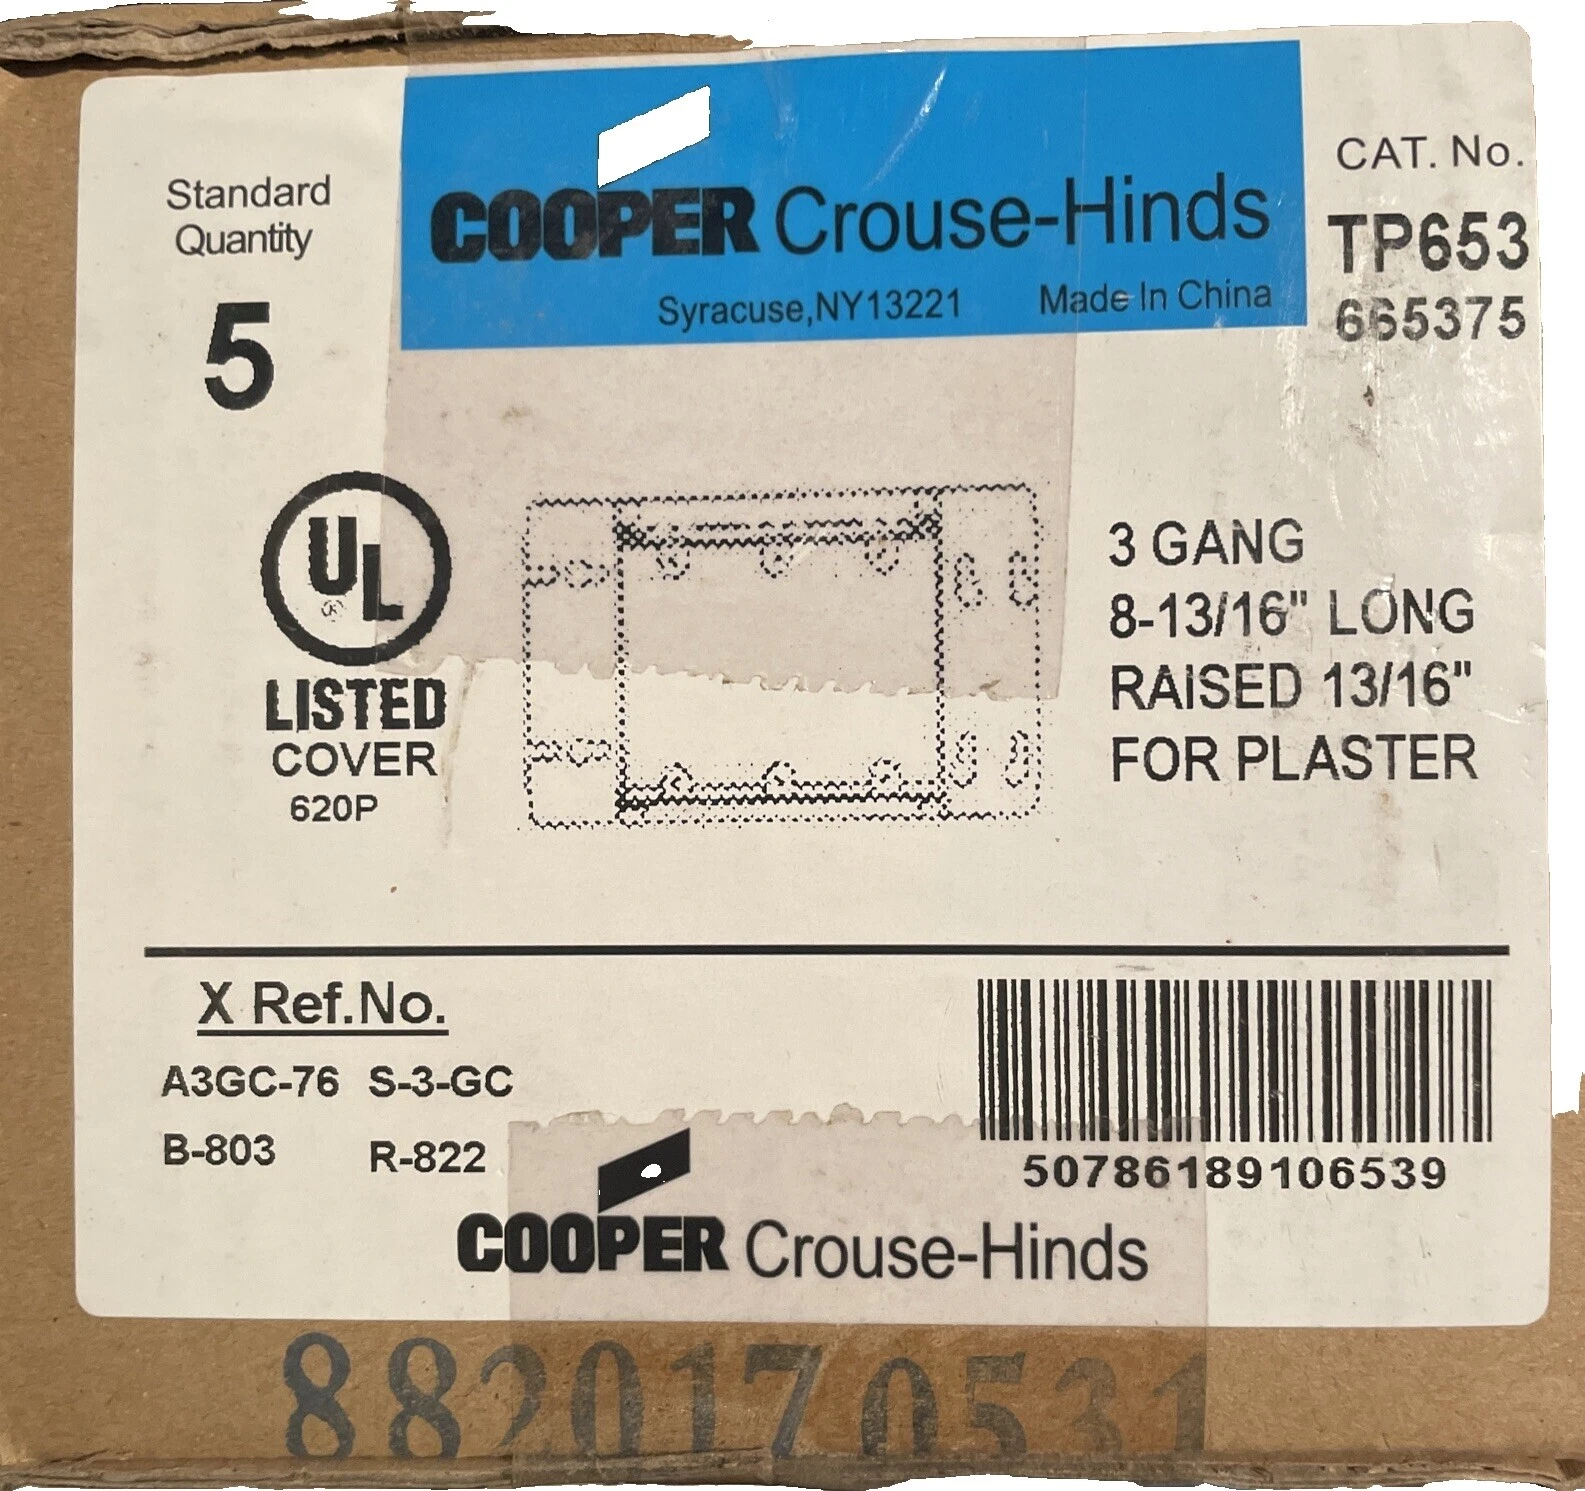 Standard
Quantity
5
COOPER Crouse-Hinds
Syracuse,NY13221 Made In China
CAT. No.
TP653
665375
UL
®
LISTED
COVER
620P
3 GANG
8-13/16" LONG
RAISED 13/16"
FOR PLASTER
X Ref.No.
A3GC-76 S-3-GC
B-803 R-822
50786189106539
COOPER Crouse-Hinds
8820170531